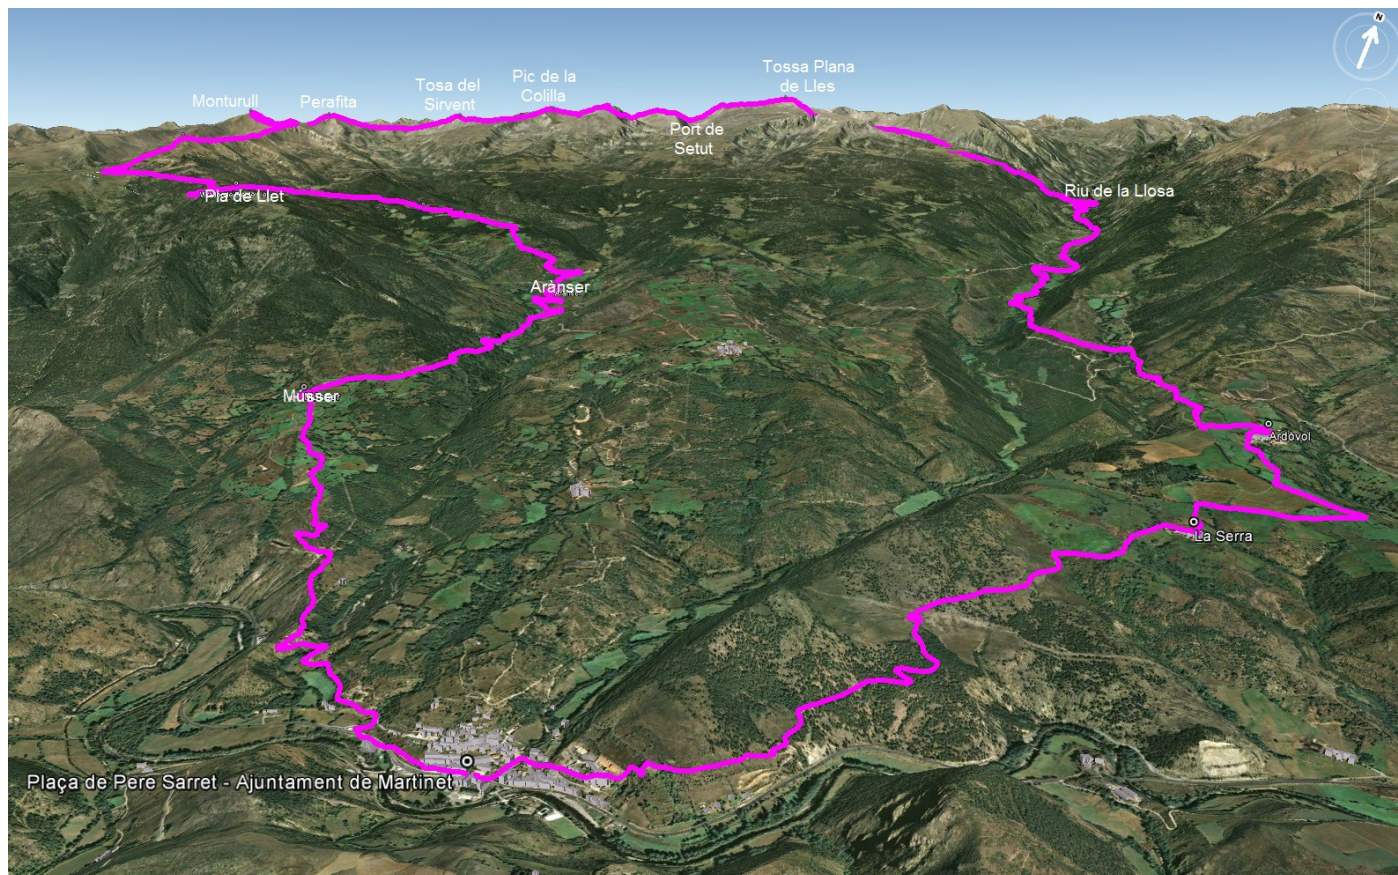 N
Tossa Plana
de Lles
Pic de la
Colilla
Tosa del
Sirvent
Monturull
Perafita
Port de
Setut
Pla de Llet
Riu de la Llosa
Arànser
Músser
Ardòvol
La Serra
Plaça de Pere Sarret - Ajuntament de Martinet